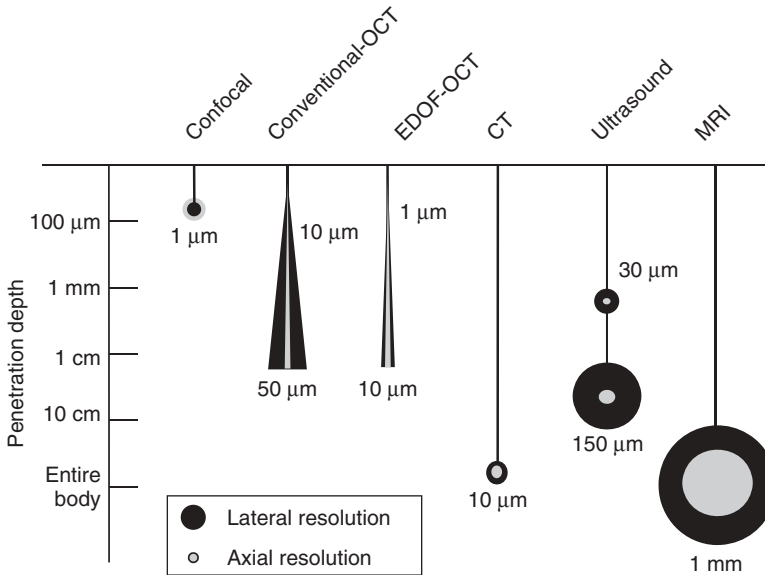 Confocal
Conventional-OCT
EDOF-OCT
CT
Ultrasound
MRI
Penetration depth
100 μm
1 mm
1 cm
10 cm
Entire
body
1 μm
10 μm
50 μm
1 μm
10 μm
10 μm
30 μm
150 μm
1 mm
Lateral resolution
Axial resolution